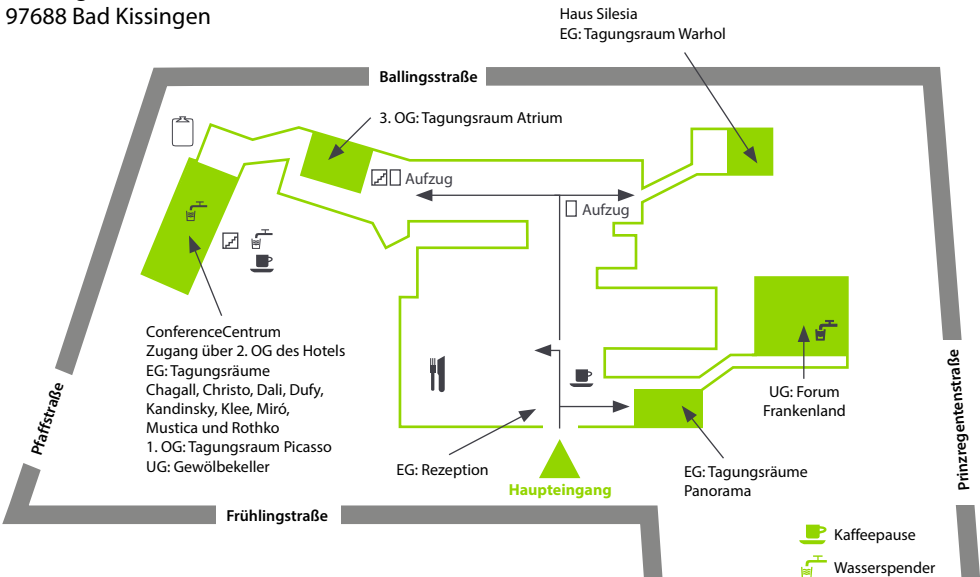 97688 Bad Kissingen
Haus Silesia
EG: Tagungsraum Warhol
Ballingsstraße
3. OG: Tagungsraum Atrium
Aufzug
Aufzug
ConferenceCentrum
Zugang über 2. OG des Hotels
EG: Tagungsräume
Chagall, Christo, Dali, Dufy,
Kandinsky, Klee, Miró,
Mustica und Rothko
1. OG: Tagungsraum Picasso
UG: Gewölbekeller
Pfaffstraße
UG: Forum
Frankenland
Prinzregentenstraße
EG: Rezeption
Haupteingang
EG: Tagungsräume
Panorama
Frühlingstraße
Kaffeepause
Wasserspender